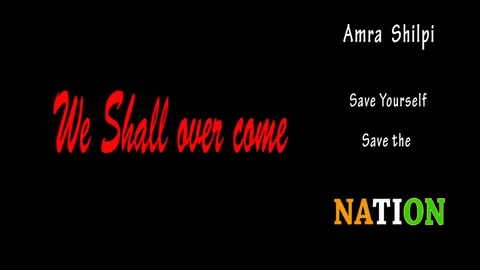 We Shall over come
Amra Shilpi
Save Yourself
Save the
NATION